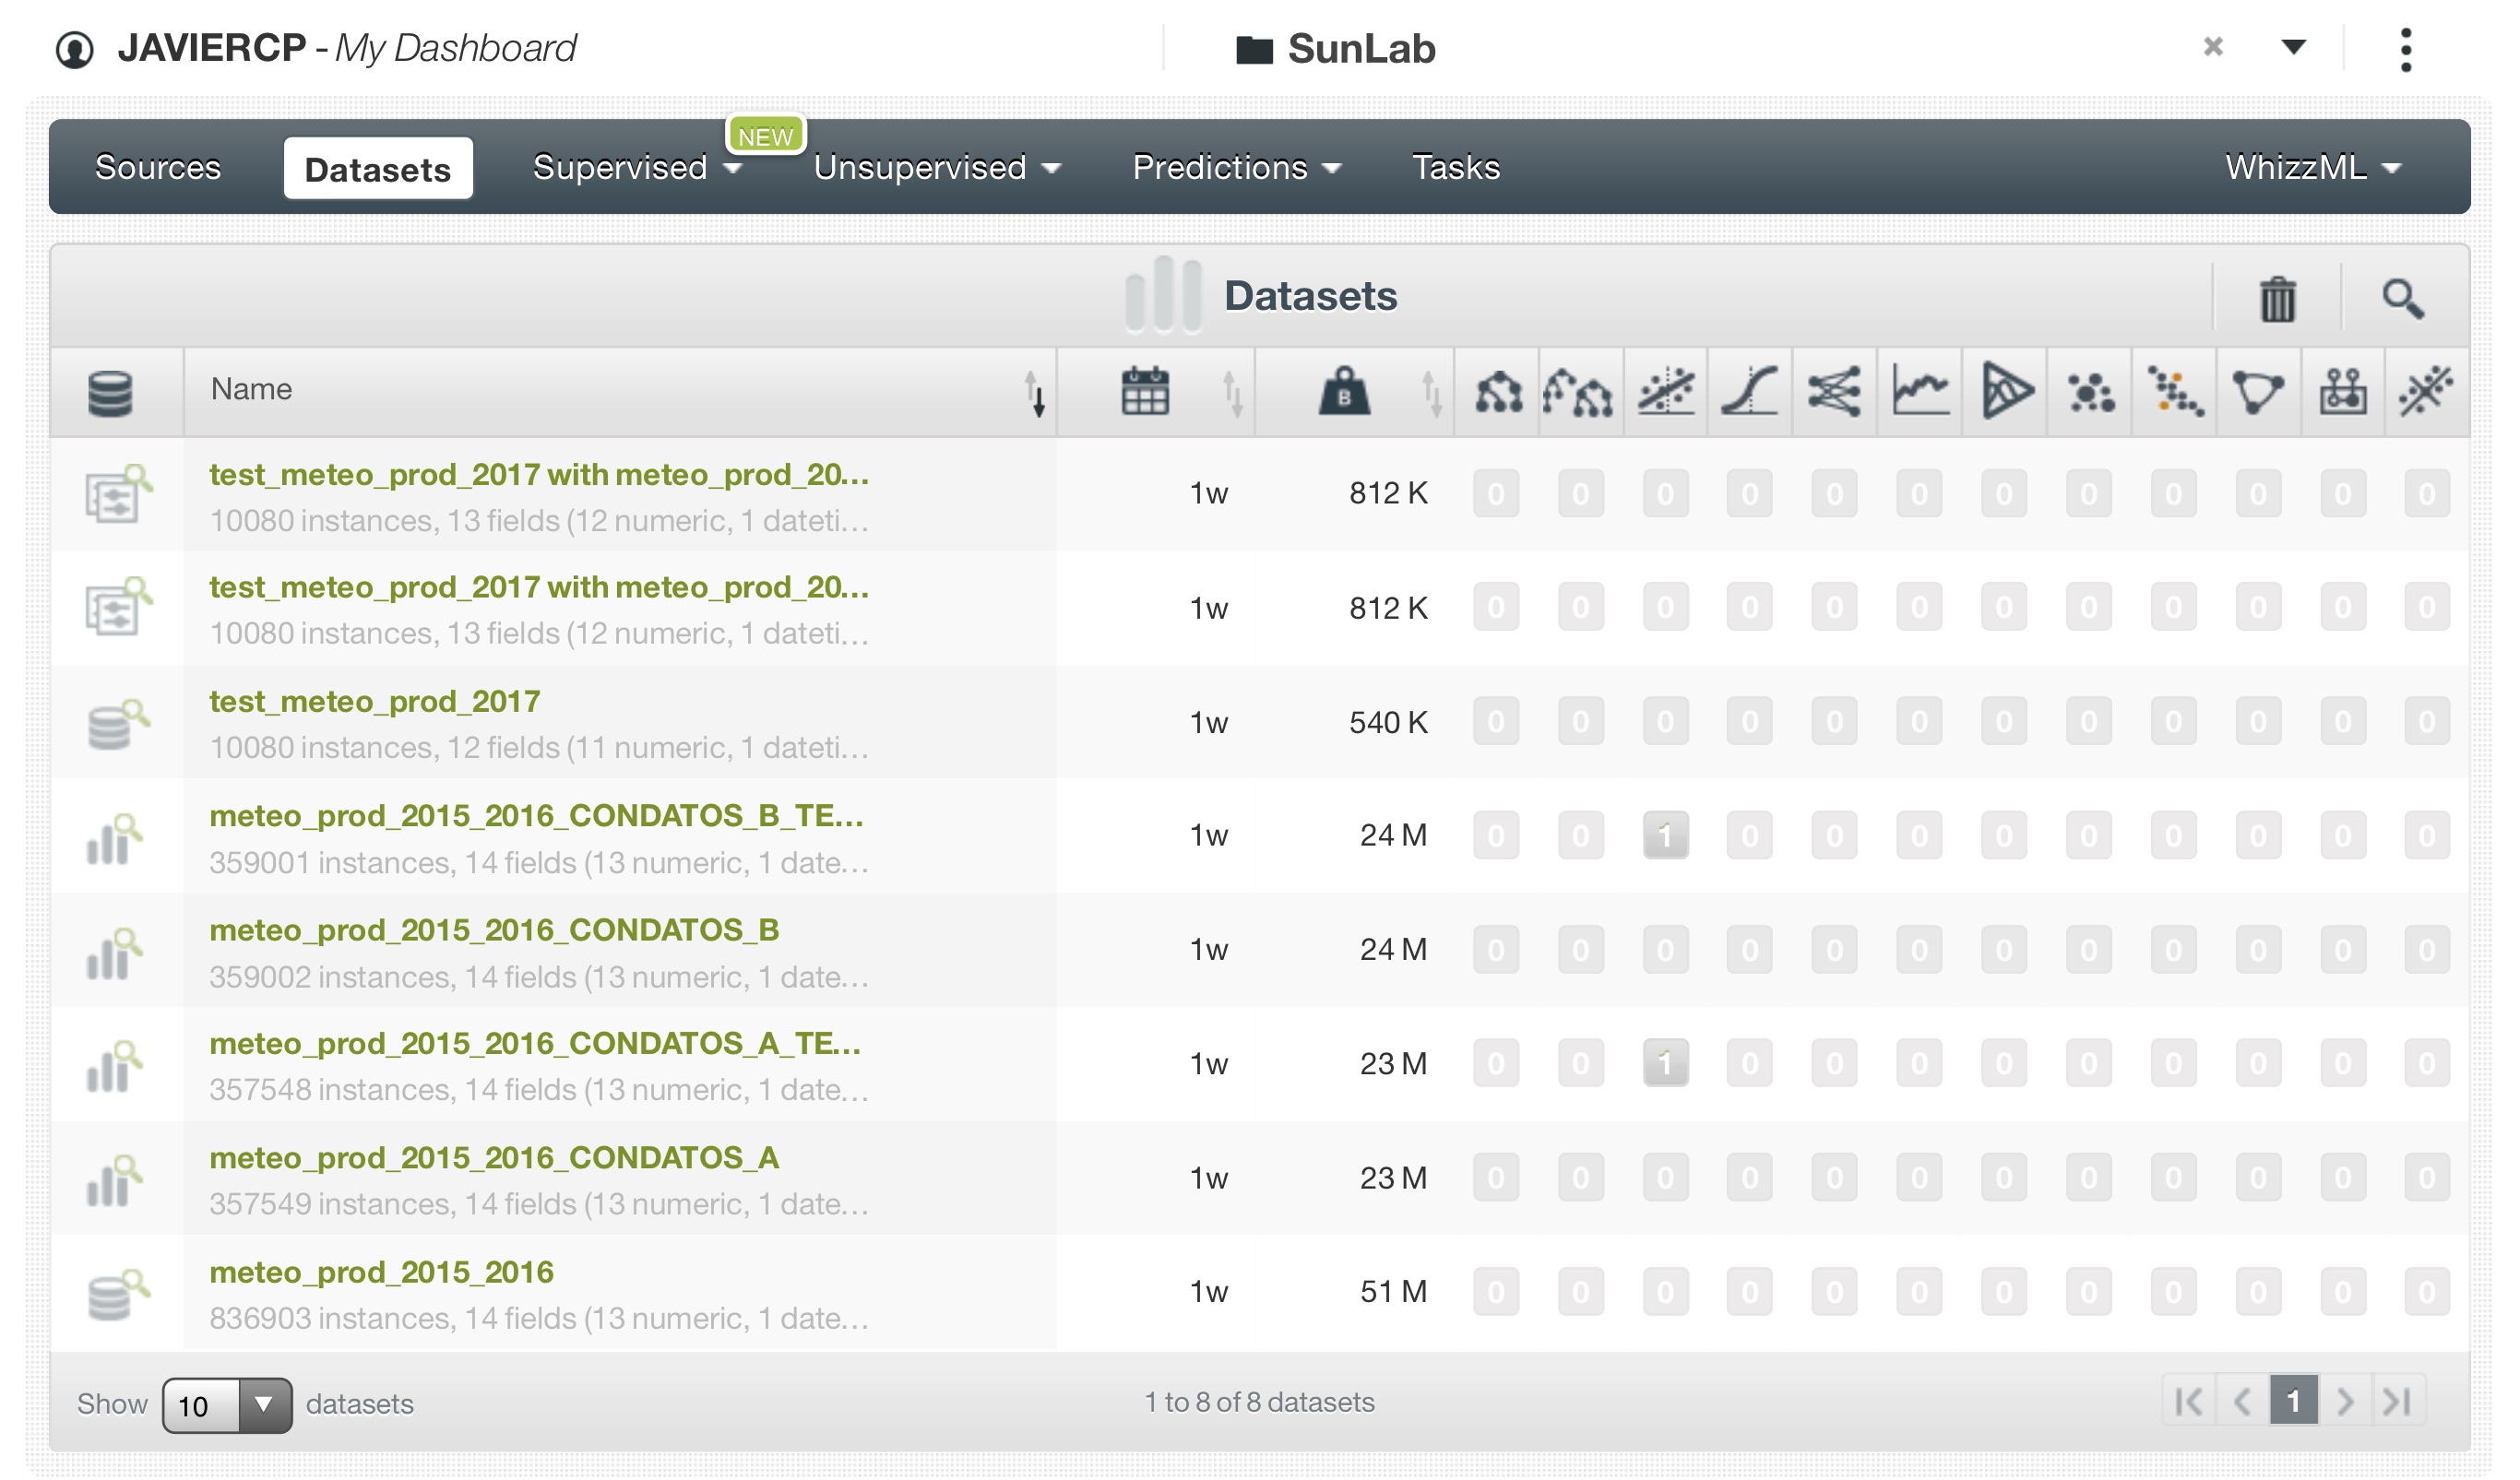 JAVIERCP - My Dashboard
SunLab
Sources Datasets Supervised NEW Unsupervised Predictions Tasks WhizzML
Datasets
Name B
test_meteo_prod_2017 with meteo_prod_20...
10080 instances, 13 fields (12 numeric, 1 dateti...
1w 812 K 0 0 0 0 0 0 0 0 0 0 0 0
test_meteo_prod_2017 with meteo_prod_20...
10080 instances, 13 fields (12 numeric, 1 dateti...
1w 812 K 0 0 0 0 0 0 0 0 0 0 0 0
test_meteo_prod_2017
10080 instances, 12 fields (11 numeric, 1 dateti...
1w 540 K 0 0 0 0 0 0 0 0 0 0 0 0
meteo_prod_2015_2016_CONDATOS_B_TE...
359001 instances, 14 fields (13 numeric, 1 date...
1w 24 M 0 0 1 0 0 0 0 0 0 0 0 0
meteo_prod_2015_2016_CONDATOS_B
359002 instances, 14 fields (13 numeric, 1 date...
1w 24 M 0 0 0 0 0 0 0 0 0 0 0 0
meteo_prod_2015_2016_CONDATOS_A_TE...
357548 instances, 14 fields (13 numeric, 1 date...
1w 23 M 0 0 1 0 0 0 0 0 0 0 0 0
meteo_prod_2015_2016_CONDATOS_A
357549 instances, 14 fields (13 numeric, 1 date...
1w 23 M 0 0 0 0 0 0 0 0 0 0 0 0
meteo_prod_2015_2016
836903 instances, 14 fields (13 numeric, 1 date...
1w 51 M 0 0 0 0 0 0 0 0 0 0 0 0
Show 10 datasets
1 to 8 of 8 datasets
1